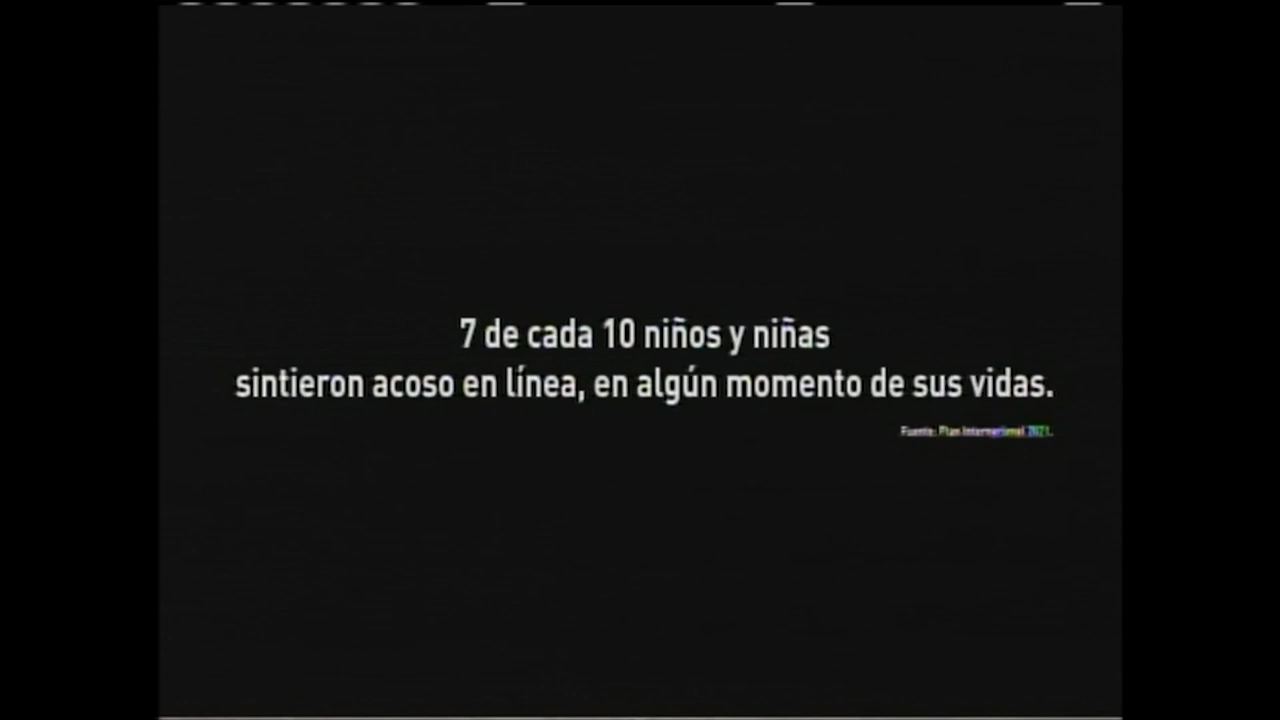 7 de cada 10 niños y niñas
sintieron acoso en línea, en algún momento de sus vidas.
Fuente: Plan Internacional 2021.